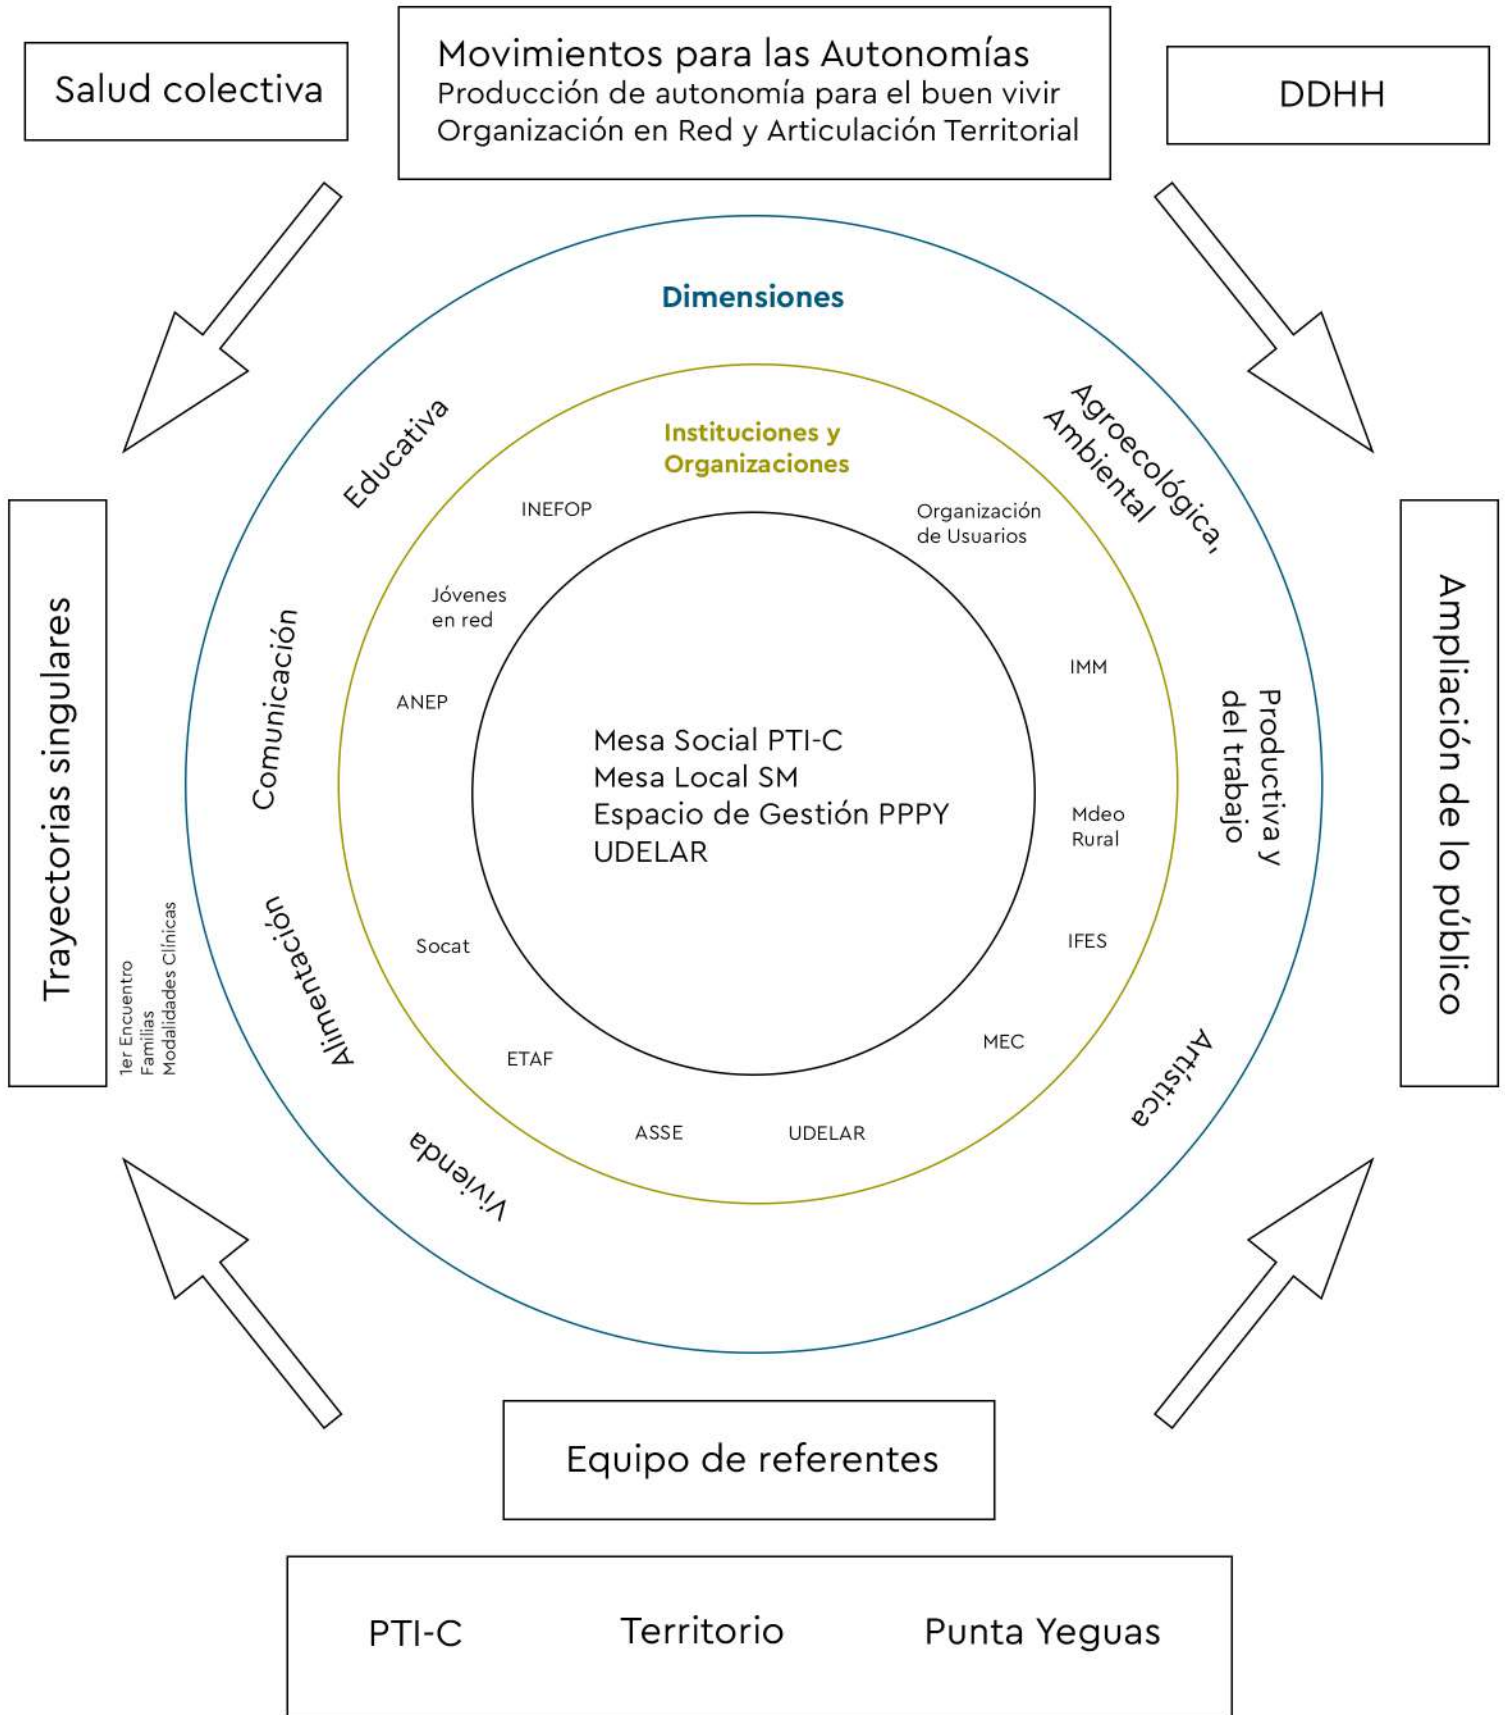 Salud colectiva
Movimientos para las Autonomías
Producción de autonomía para el buen vivir
Organización en Red y Articulación Territorial
DDHH
Dimensiones
Educativa
Agroecológica,
Ambiental
Instituciones y
Organizaciones
INEFOP
Organización
de Usuarios
Jóvenes
en red
IMM
ANEP
Comunicación
Productiva y
del trabajo
Trayectorias singulares
1er Encuentro
Familias
Modalidades Clínicas
Ampliación de lo público
Mesa Social PTI-C
Mesa Local SM
Espacio de Gestión PPPY
UDELAR
Mdeo
Rural
Socat
IFES
Alimentación
ETAF
MEC
Artística
ASSE
UDELAR
Vivienda
Equipo de referentes
PTI-C
Territorio
Punta Yeguas